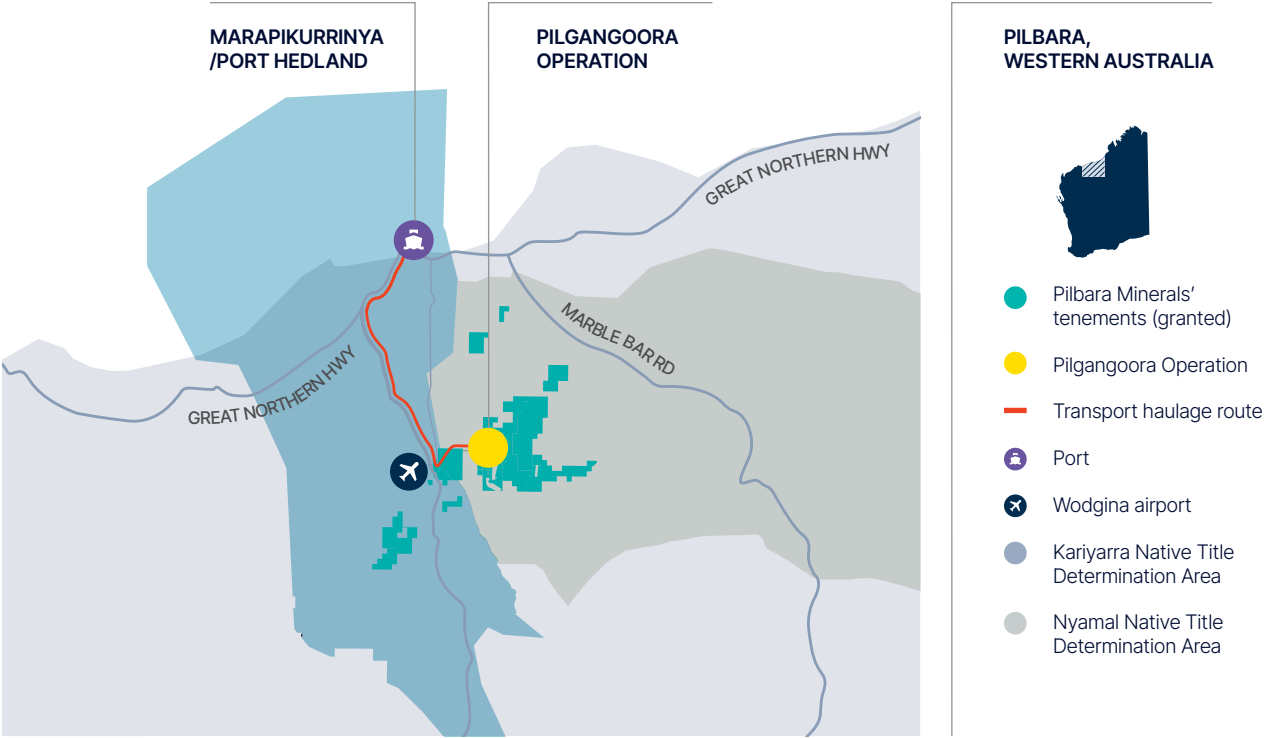 MARAPIKURRINYA
/PORT HEDLAND
PILGANGOORA
OPERATION
PILBARA,
WESTERN AUSTRALIA
GREAT NORTHERN HWY
MARBLE BAR RD
GREAT NORTHERN HWY
Pilbara Minerals’
tenements (granted)
Pilgangoora Operation
Transport haulage route
Port
Wodgina airport
Kariyarra Native Title
Determination Area
Nyamal Native Title
Determination Area